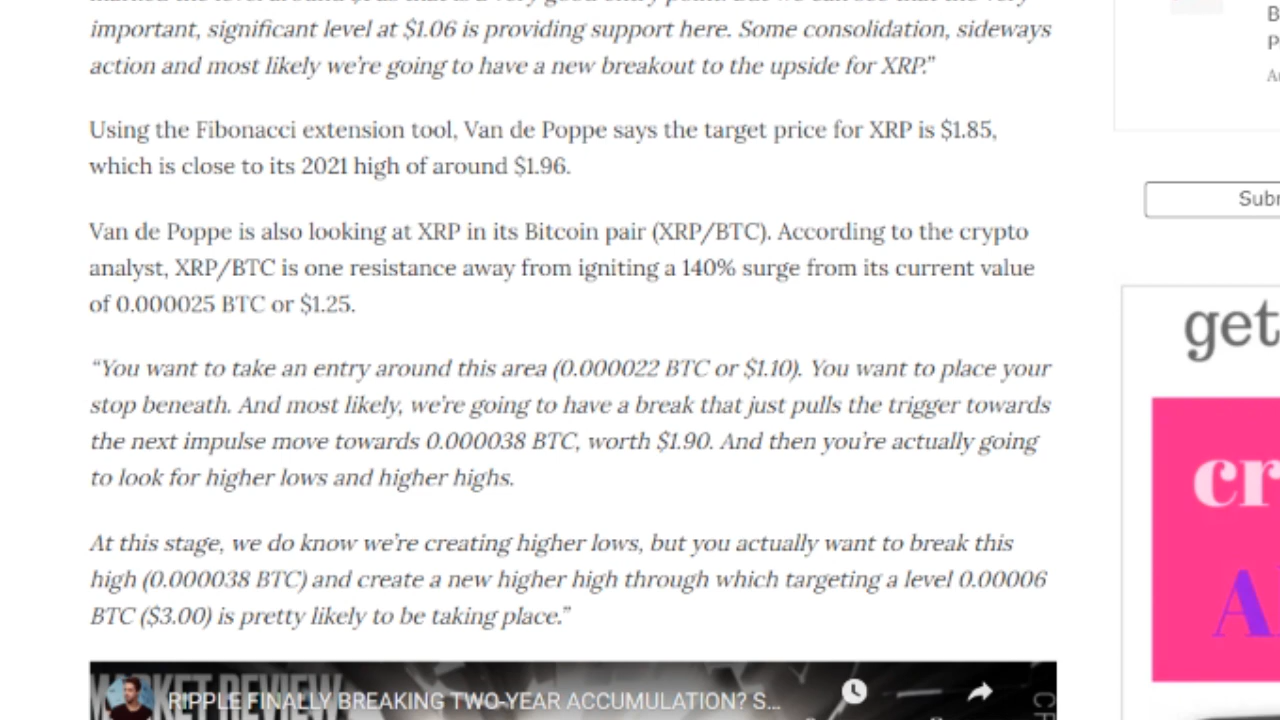 important, significant level at $1.06 is providing support here. Some consolidation, sideways
action and most likely we're going to have a new breakout to the upside for XRP."
Using the Fibonacci extension tool, Van de Poppe says the target price for XRP is $1.85,
which is close to its 2021 high of around $1.96.
Van de Poppe is also looking at XRP in its Bitcoin pair (XRP/BTC). According to the crypto
analyst, XRP/BTC is one resistance away from igniting a 140% surge from its current value
of 0.000025 BTC or $1.25.
“You want to take an entry around this area (0.000022 BTC or $1.10). You want to place your
stop beneath. And most likely, we're going to have a break that just pulls the trigger towards
the next impulse move towards 0.000038 BTC, worth $1.90. And then you're actually going
to look for higher lows and higher highs.
At this stage, we do know we're creating higher lows, but you actually want to break this
high (0.000038 BTC) and create a new higher high through which targeting a level 0.00006
BTC ($3.00) is pretty likely to be taking place.”
RIPPLE FINALLY BREAKING TWO-YEAR ACCUMULATION? S...
Subr
get
cr
A